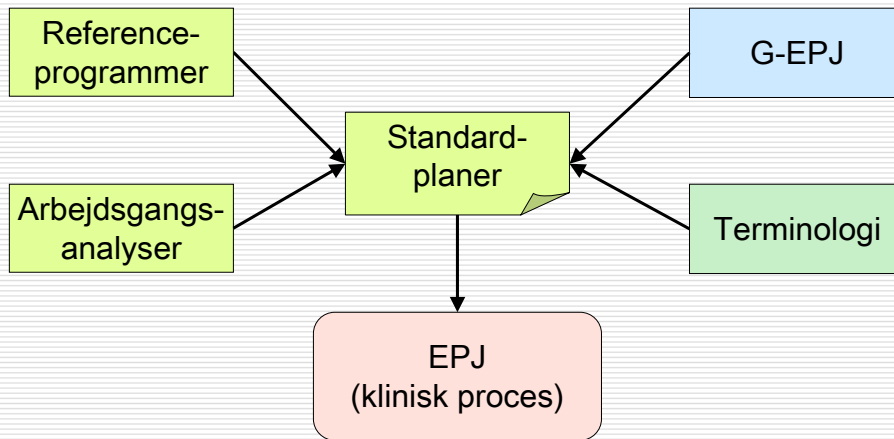 Reference-
programmer
G-EPJ
Standard-
planer
Arbejdsgangs-
analyser
Terminologi
EPJ
(klinisk proces)